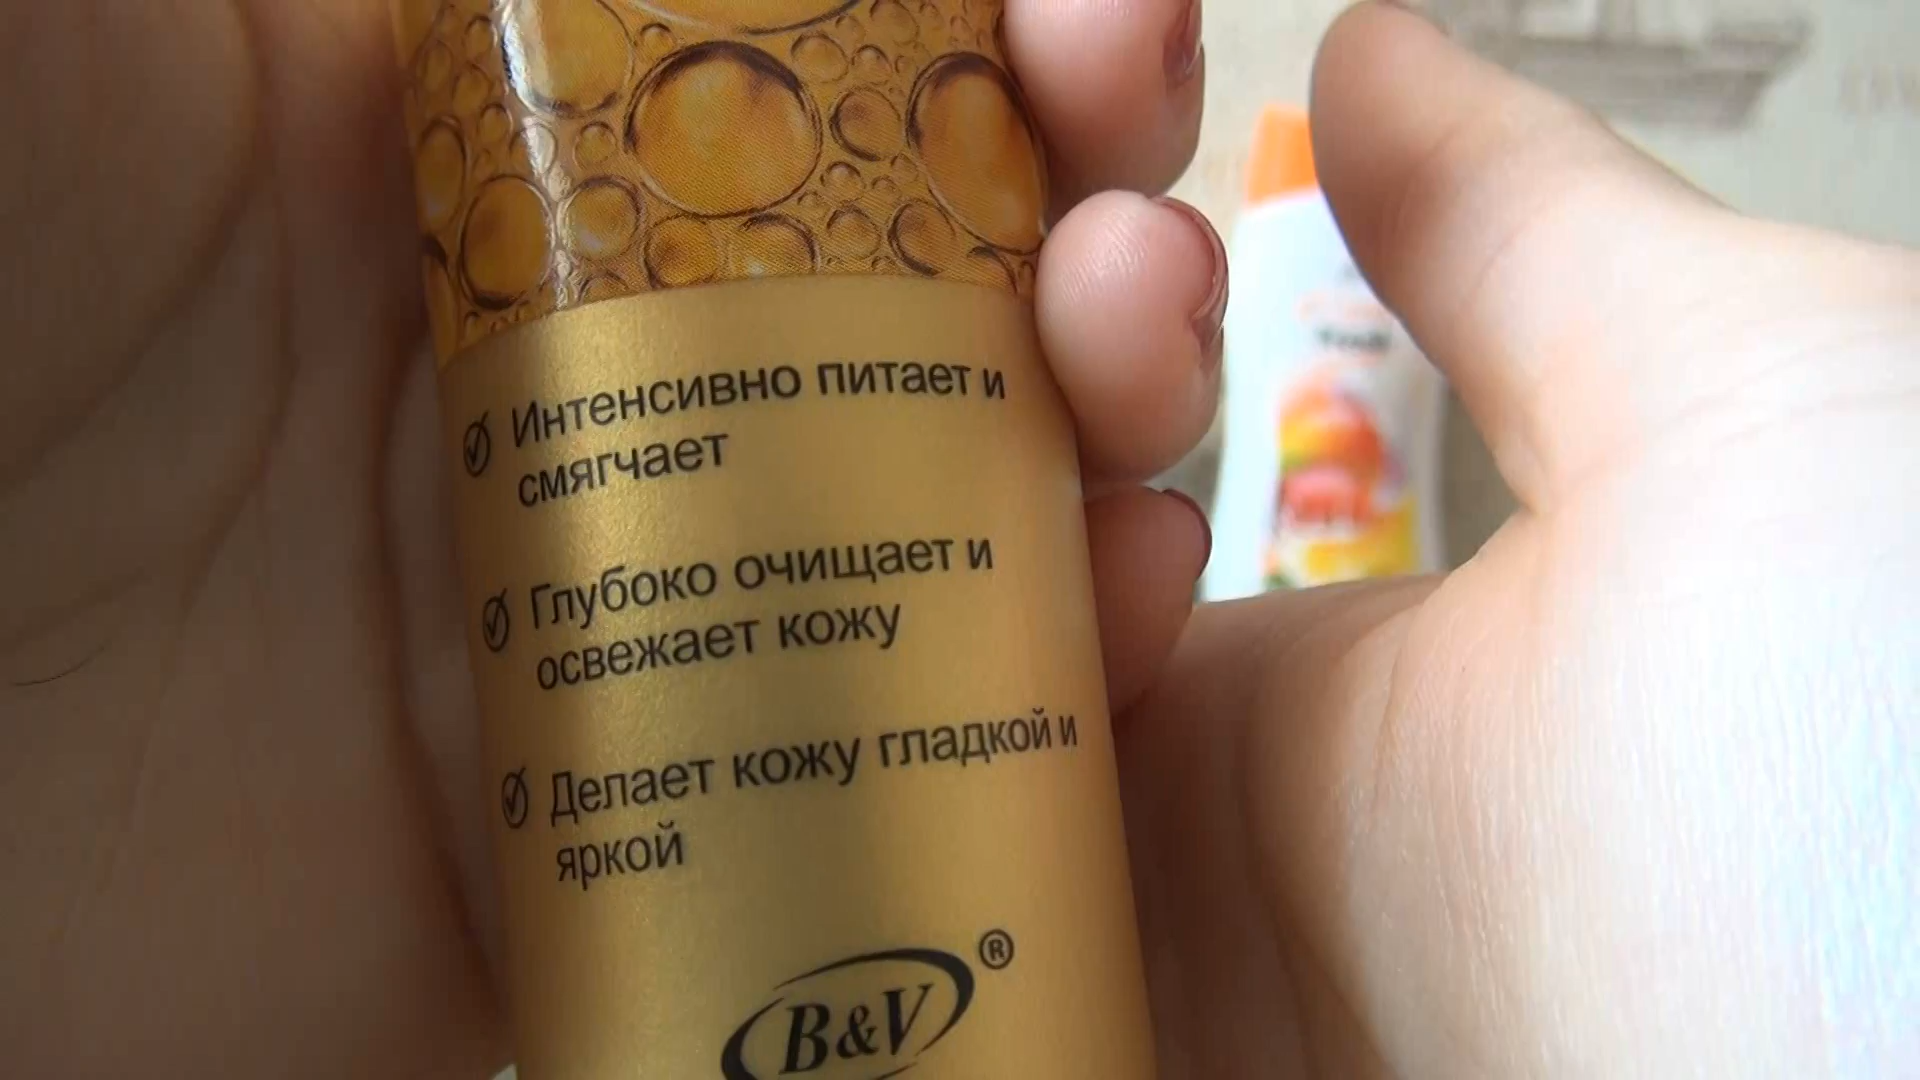 Интенсивно питает и
смягчает
Глубоко очищает и
освежает кожу
Делает кожу гладкой и
яркой
B&V®